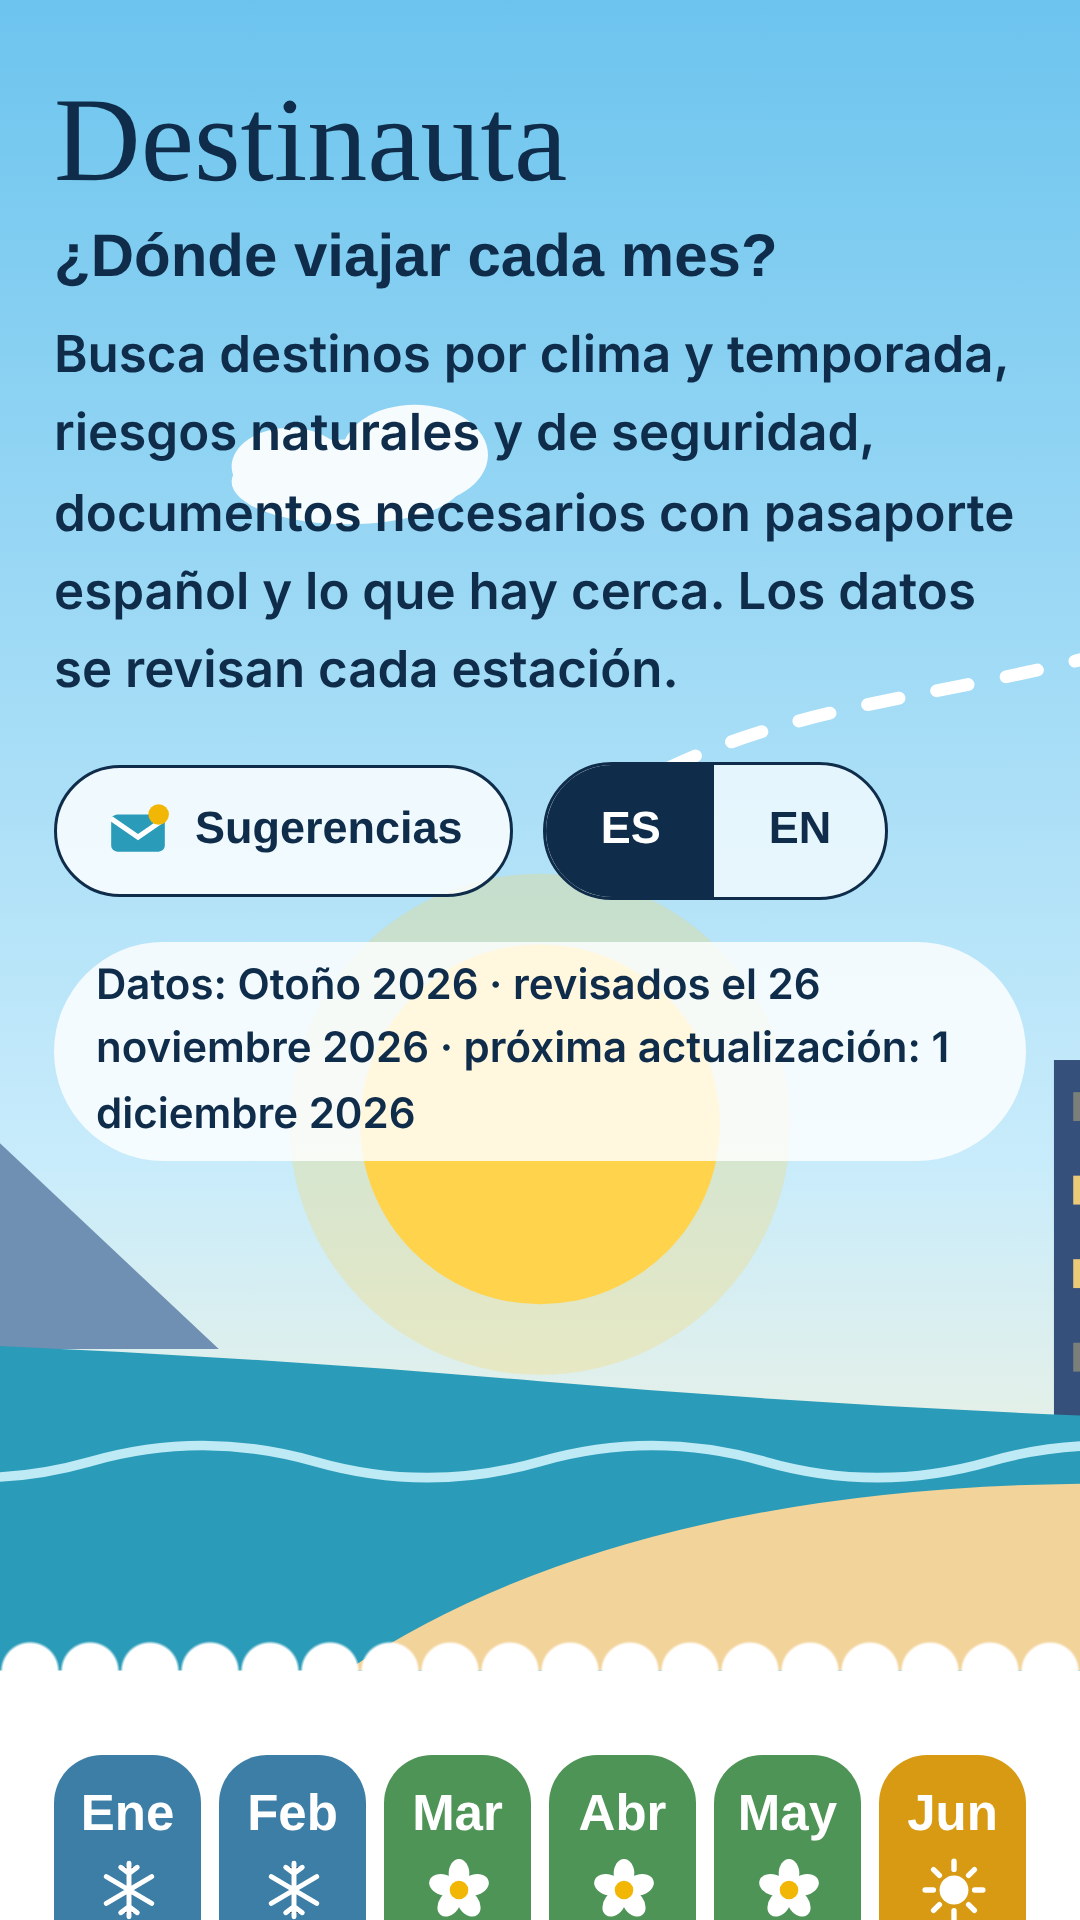 Destinauta
¿Dónde viajar cada mes?
Busca destinos por clima y temporada,
riesgos naturales y de seguridad,
documentos necesarios con pasaporte
español y lo que hay cerca. Los datos
se revisan cada estación.
Sugerencias
ES
EN
Datos: Otoño 2026 · revisados el 26
noviembre 2026 · próxima actualización: 1
diciembre 2026
Ene
Feb
Mar
Abr
May
Jun